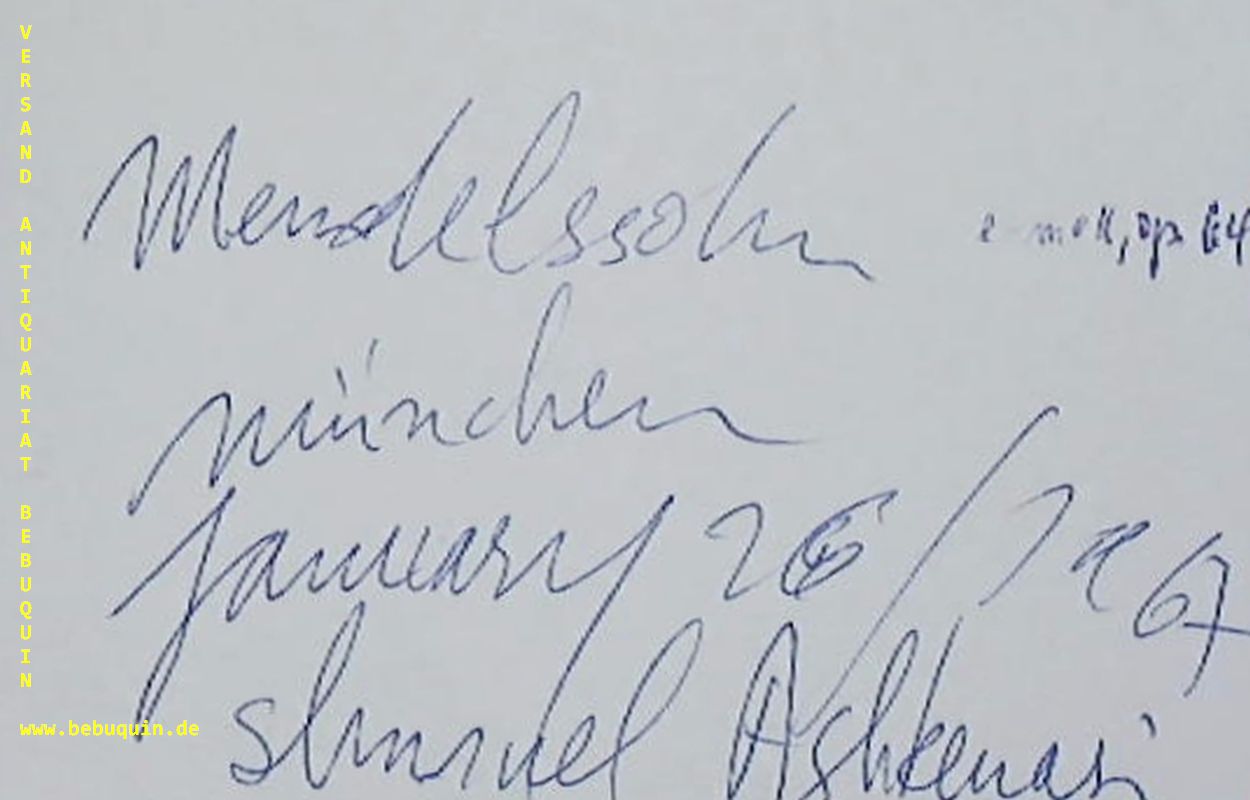 VERSAND ANTIQUARIAT BEBUQUIN
Mendelssohn e-moll, op. 64
münchen
January 26/1967
Shmuel Ashkenasi
www.bebuquin.de